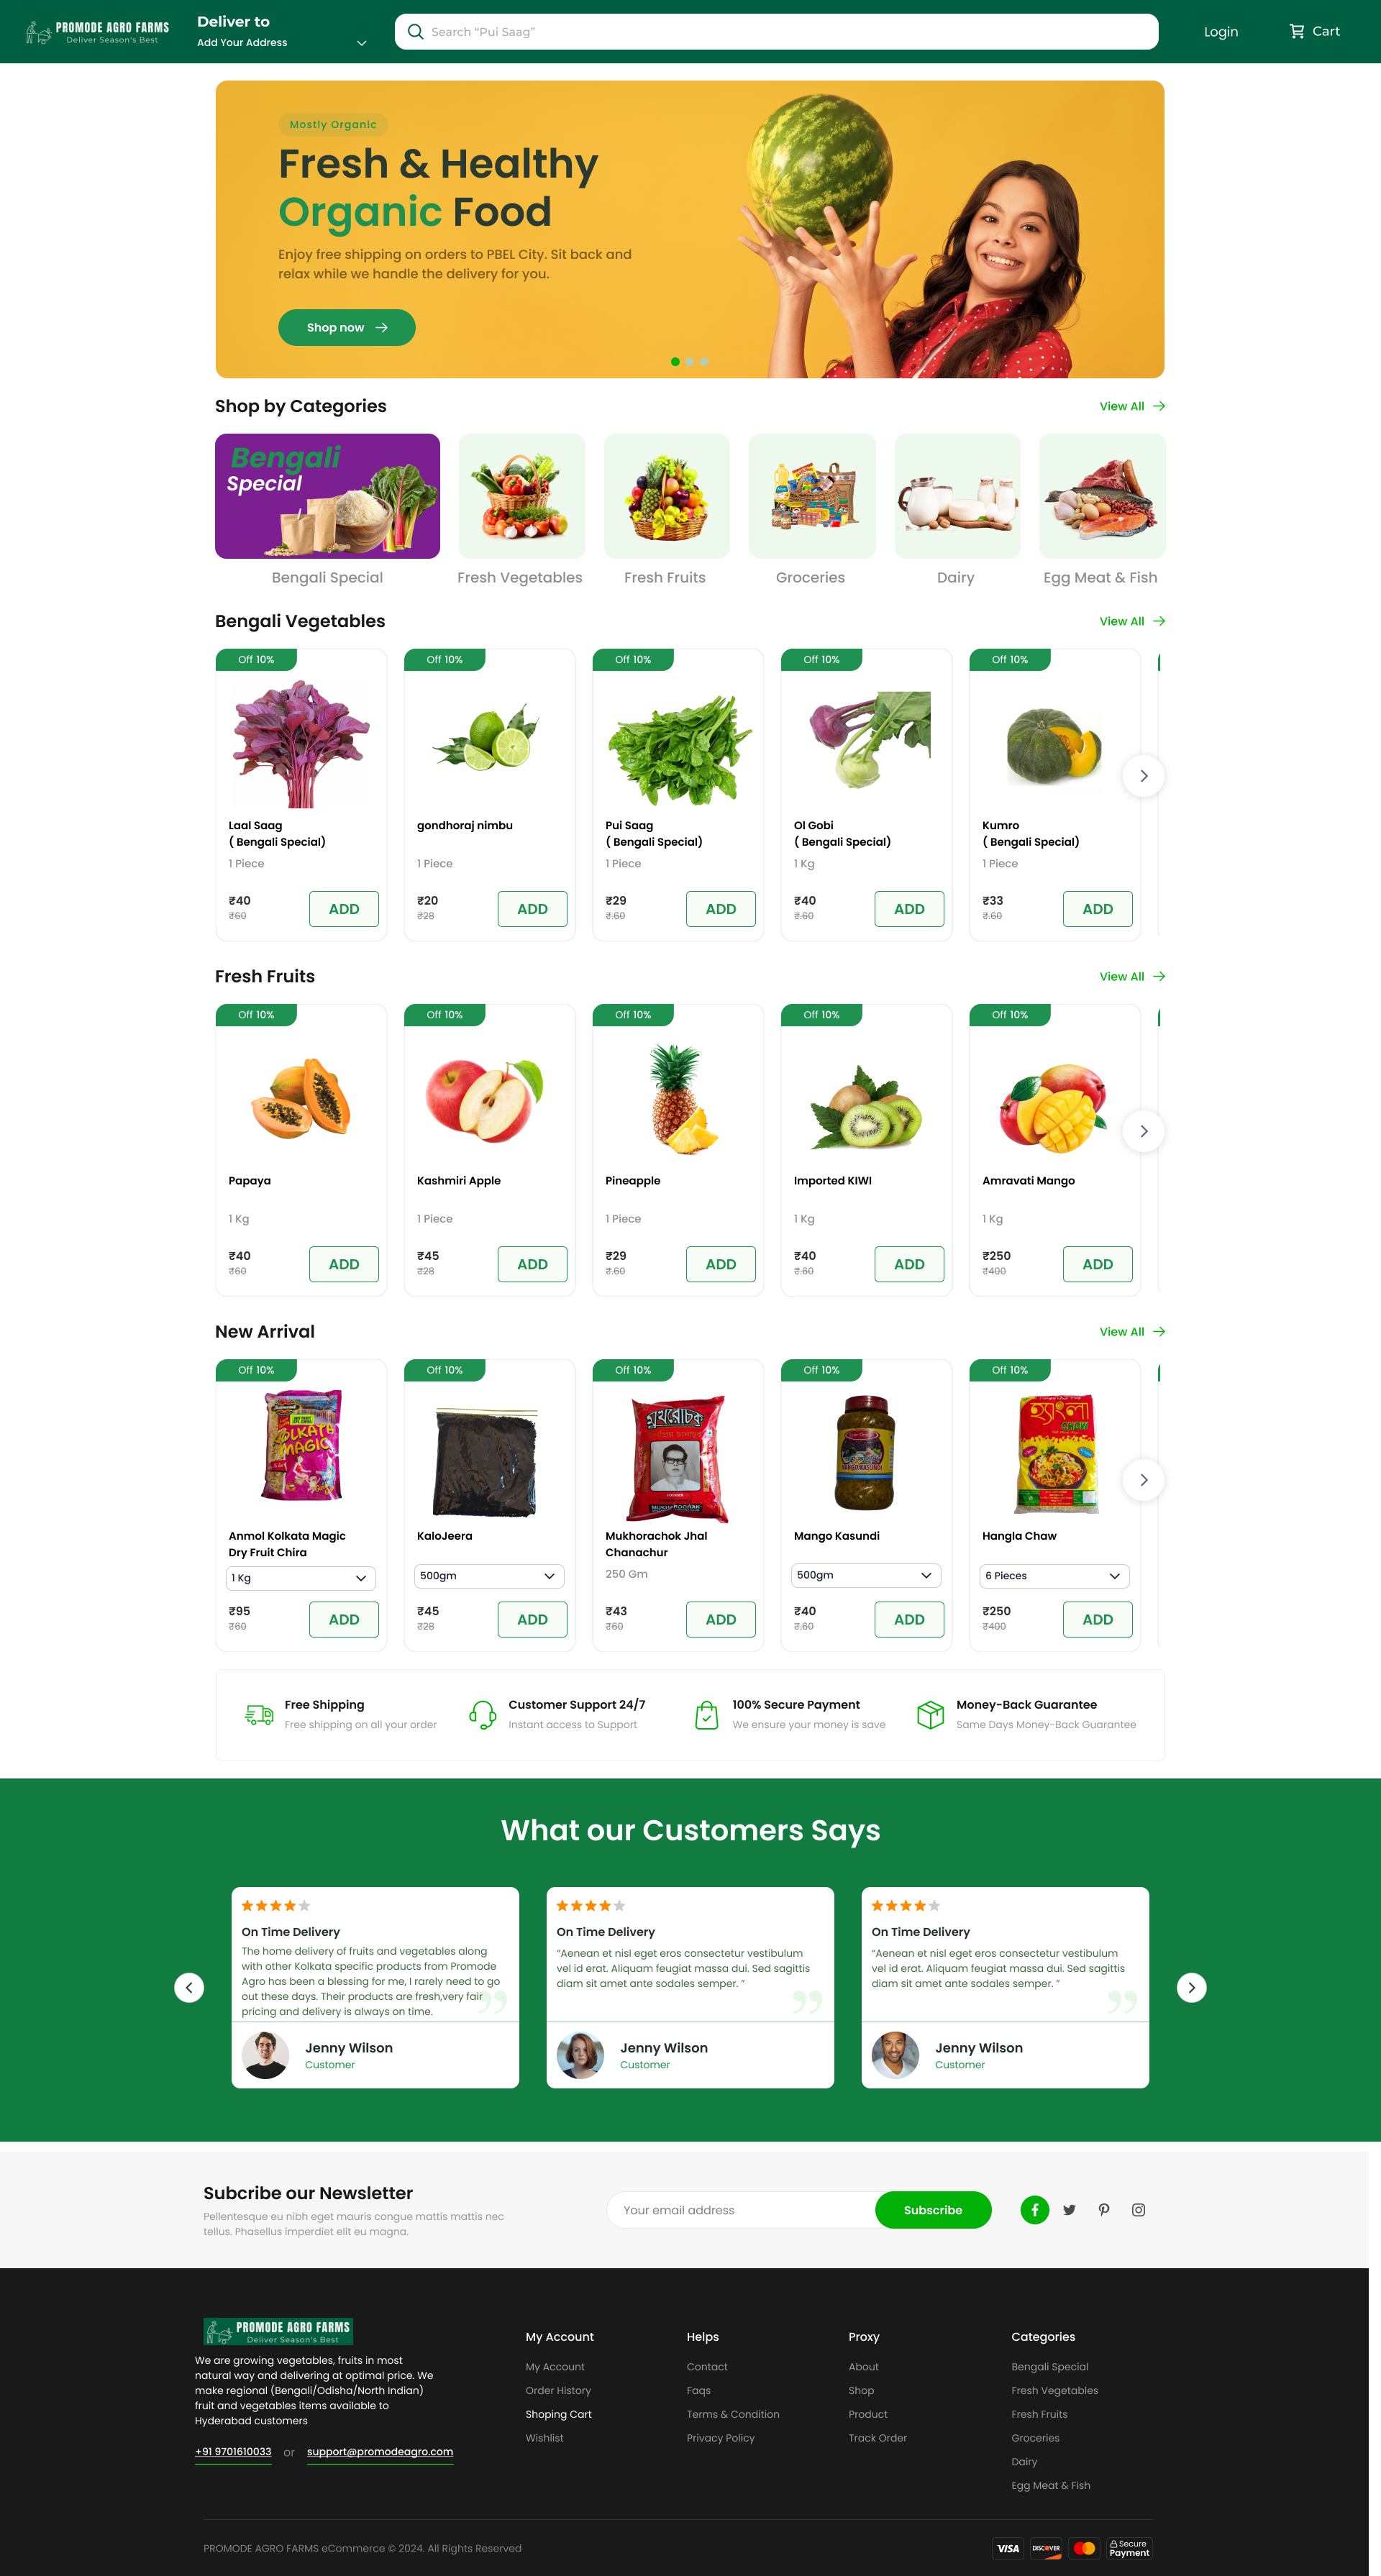 PROMODE AGRO FARMS
Deliver Season's Best
Deliver to
Add Your Address
Search “Pui Saag”
Login
Cart
Mostly Organic
Fresh & Healthy
Organic Food
Enjoy free shipping on orders to PBEL City. Sit back and
relax while we handle the delivery for you.
Shop now
Shop by Categories
View All
Bengali
Special
Bengali Special
Fresh Vegetables
Fresh Fruits
Groceries
Dairy
Egg Meat & Fish
Bengali Vegetables
View All
Off 10%
Off 10%
Off 10%
Off 10%
Off 10%
Laal Saag
( Bengali Special)
1 Piece
₹40
₹60
ADD
gondhoraj nimbu
1 Piece
₹20
₹28
ADD
Pui Saag
( Bengali Special)
1 Piece
₹29
₹.60
ADD
Ol Gobi
( Bengali Special)
1 Kg
₹40
₹.60
ADD
Kumro
( Bengali Special)
1 Piece
₹33
₹.60
ADD
Fresh Fruits
View All
Off 10%
Off 10%
Off 10%
Off 10%
Off 10%
Papaya
1 Kg
₹40
₹60
ADD
Kashmiri Apple
1 Piece
₹45
₹28
ADD
Pineapple
1 Piece
₹29
₹.60
ADD
Imported KIWI
1 Kg
₹40
₹.60
ADD
Amravati Mango
1 Kg
₹250
₹400
ADD
New Arrival
View All
Off 10%
Off 10%
Off 10%
Off 10%
Off 10%
KOLKATA
MAGIC
Anmol Kolkata Magic
Dry Fruit Chira
1 Kg
₹95
₹60
ADD
KaloJeera
500gm
₹45
₹28
ADD
মুখরোচক
MUKHOROCHAK
Mukhorachok Jhal
Chanachur
250 Gm
₹43
₹60
ADD
MANGO KASUNDI
Mango Kasundi
500gm
₹40
₹.60
ADD
হ্যাংলা
CHAW
Hangla Chaw
6 Pieces
₹250
₹400
ADD
Free Shipping
Free shipping on all your order
Customer Support 24/7
Instant access to Support
100% Secure Payment
We ensure your money is save
Money-Back Guarantee
Same Days Money-Back Guarantee
What our Customers Says
On Time Delivery
The home delivery of fruits and vegetables along
with other Kolkata specific products from Promode
Agro has been a blessing for me, I rarely need to go
out these days. Their products are fresh,very fair
pricing and delivery is always on time.
Jenny Wilson
Customer
On Time Delivery
“Aenean et nisl eget eros consectetur vestibulum
vel id erat. Aliquam feugiat massa dui. Sed sagittis
diam sit amet ante sodales semper. ”
Jenny Wilson
Customer
On Time Delivery
“Aenean et nisl eget eros consectetur vestibulum
vel id erat. Aliquam feugiat massa dui. Sed sagittis
diam sit amet ante sodales semper. ”
Jenny Wilson
Customer
Subcribe our Newsletter
Pellentesque eu nibh eget mauris congue mattis mattis nec
tellus. Phasellus imperdiet elit eu magna.
Your email address
Subscribe
PROMODE AGRO FARMS
Deliver Season's Best
We are growing vegetables, fruits in most
natural way and delivering at optimal price. We
make regional (Bengali/Odisha/North Indian)
fruit and vegetables items available to
Hyderabad customers
+91 9701610033 or support@promodeagro.com
My Account
My Account
Order History
Shoping Cart
Wishlist
Helps
Contact
Faqs
Terms & Condition
Privacy Policy
Proxy
About
Shop
Product
Track Order
Categories
Bengali Special
Fresh Vegetables
Fresh Fruits
Groceries
Dairy
Egg Meat & Fish
PROMODE AGRO FARMS eCommerce © 2024. All Rights Reserved
VISA
DISCOVER
Secure
Payment